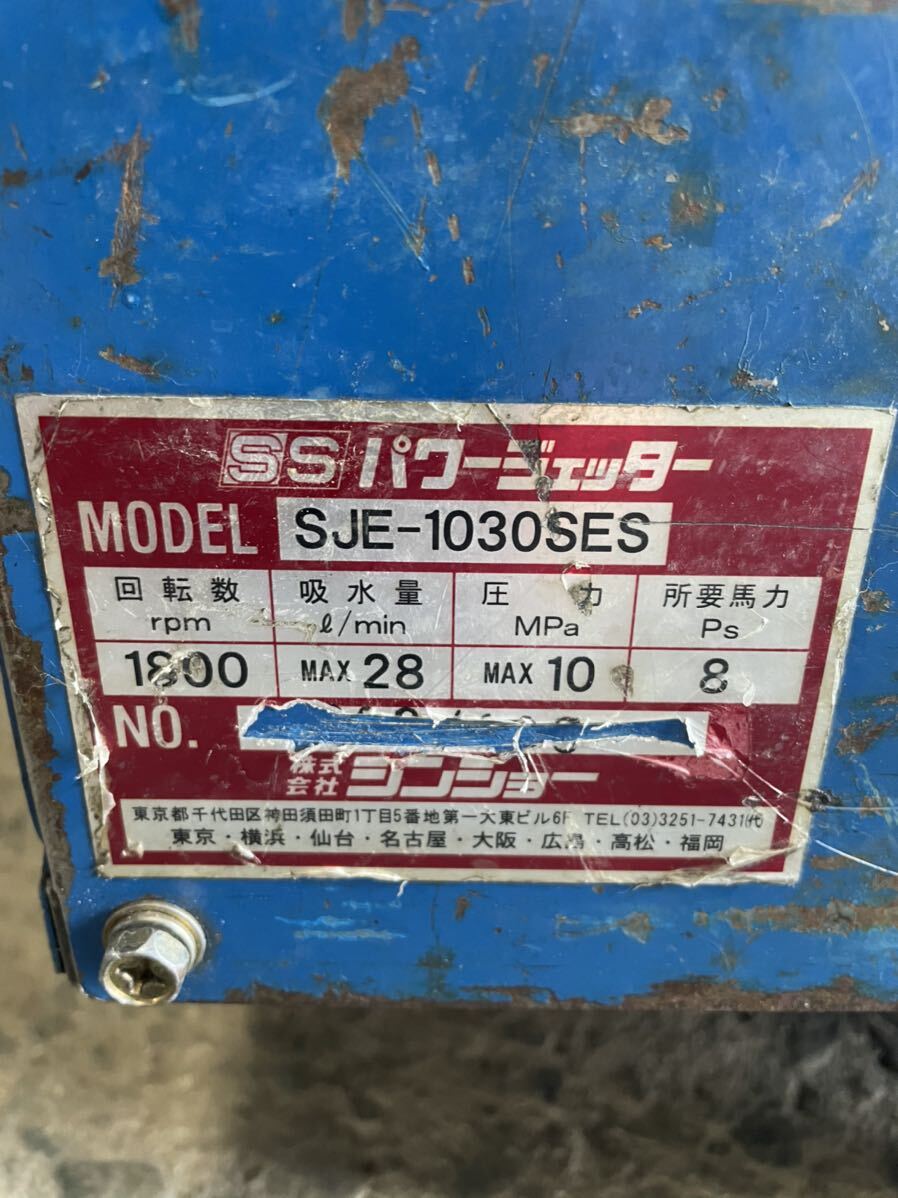 SS パワージェッター
MODEL SJE-1030SES
回転数 吸水量 圧力 所要馬力
rpm ℓ/min MPa Ps
1800 MAX 28 MAX 10 8
NO.
株式会社 シンショー
東京都千代田区神田須田町1丁目5番地第一大東ビル6F TEL(03)3251-7431代
東京・横浜・仙台・名古屋・大阪・広島・高松・福岡